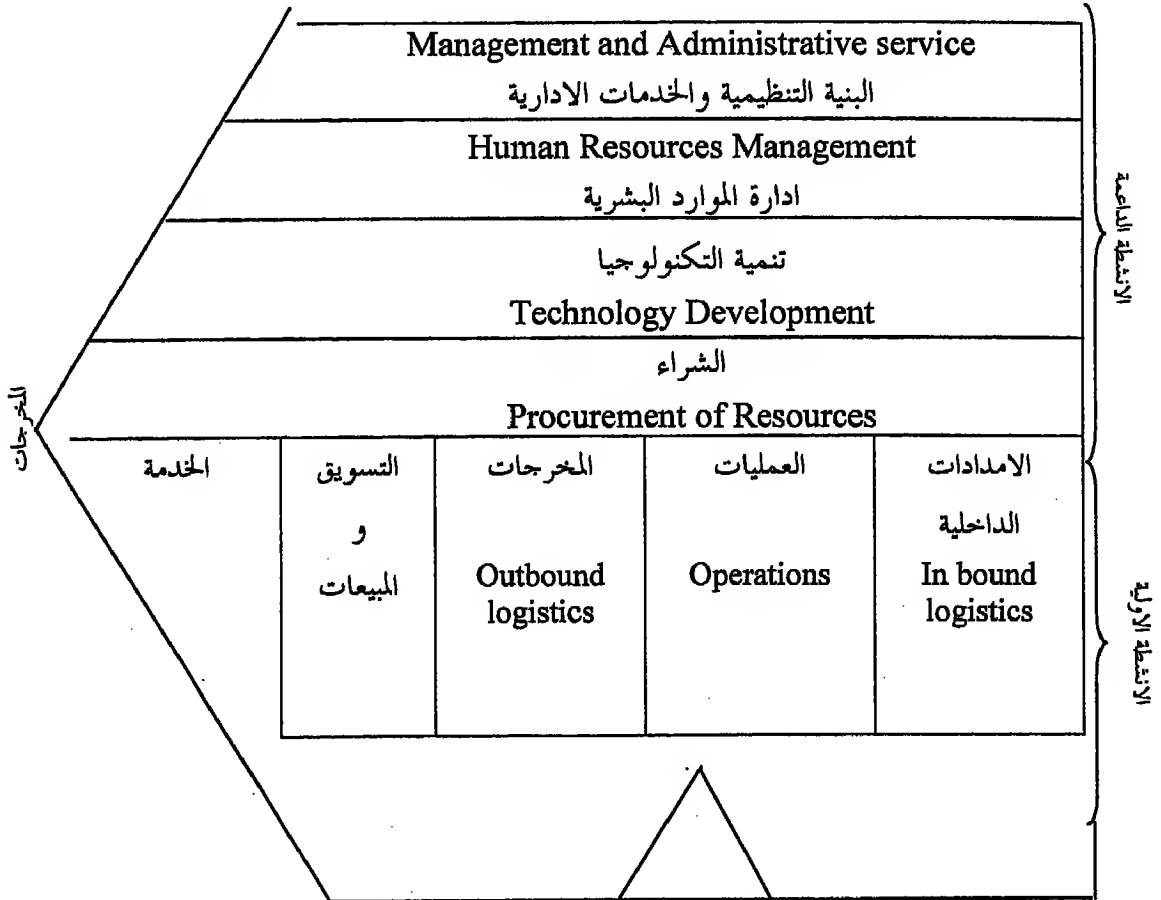 Management and Administrative service
البنية التنظيمية والخدمات الادارية
Human Resources Management
ادارة الموارد البشرية
تنمية التكنولوجيا
Technology Development
الشراء
Procurement of Resources
الانشطة الداعمة
الامدادات
الداخلية
In bound
logistics
العمليات
Operations
المخرجات
Outbound
logistics
التسويق
و
المبيعات
الخدمة
الانشطة الاولية
المخرجات